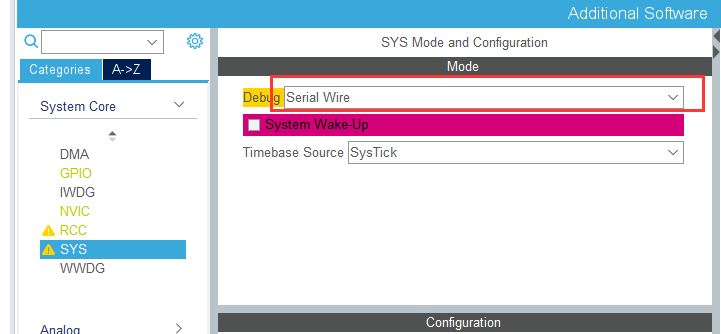 Additional Software
Categories
A->Z
System Core
DMA
GPIO
IWDG
NVIC
RCC
SYS
WWDG
Analog
SYS Mode and Configuration
Mode
Debug Serial Wire
System Wake-Up
Timebase Source SysTick
Configuration